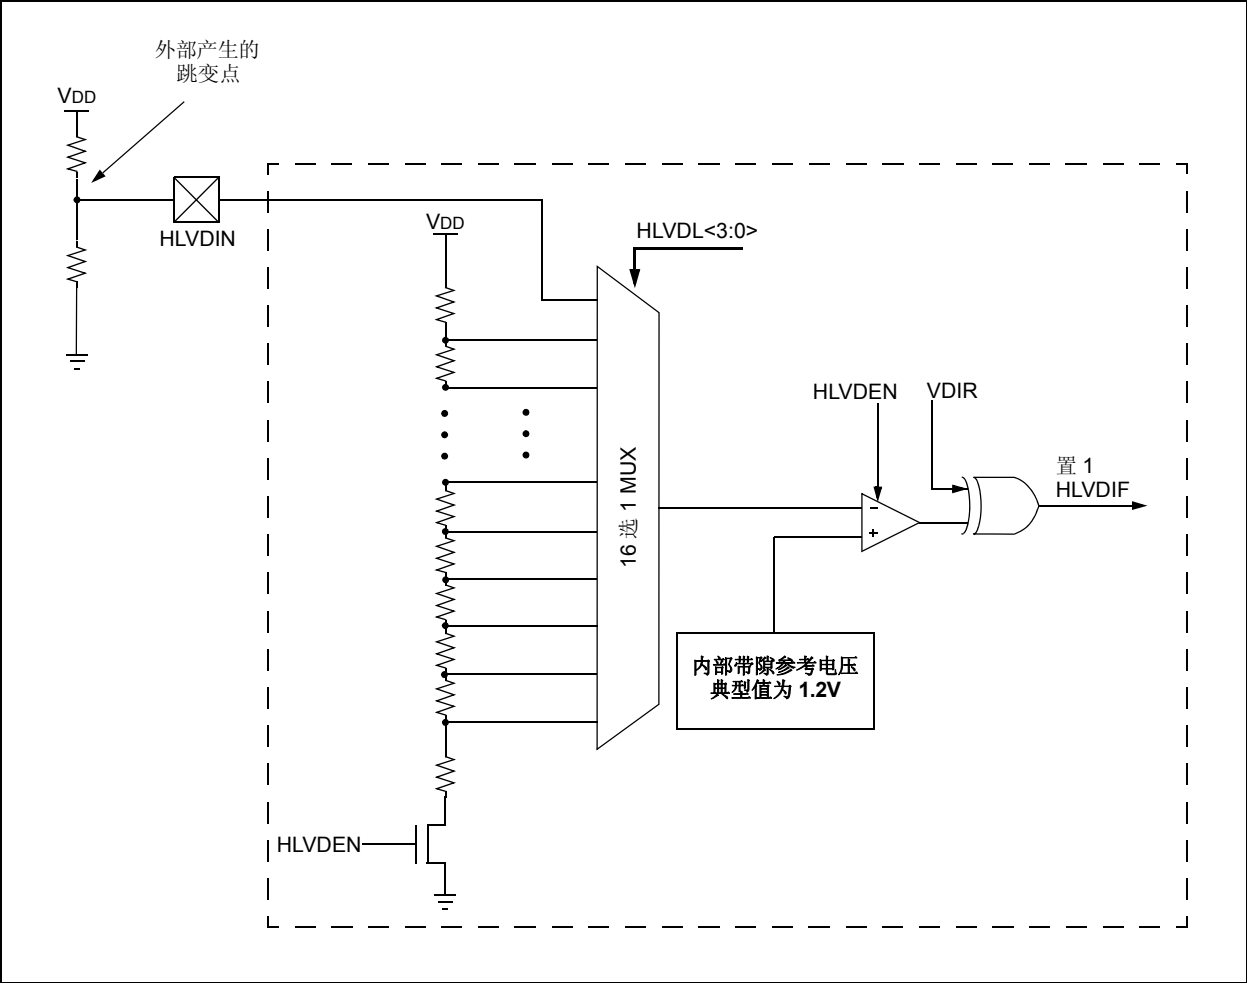 外部产生的
跳变点
VDD
HLVDIN
VDD
HLVDL<3:0>
16 选 1 MUX
HLVDEN
VDIR
-
+
置 1
HLVDIF
内部带隙参考电压
典型值为 1.2V
HLVDEN